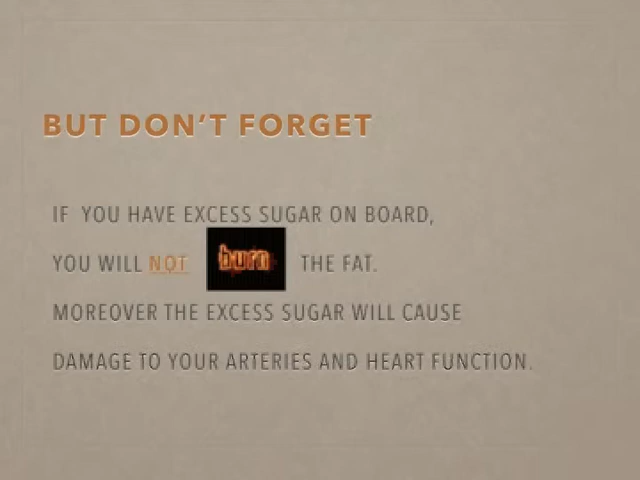 BUT DON'T FORGET
IF YOU HAVE EXCESS SUGAR ON BOARD,
YOU WILL NOT burn THE FAT.
MOREOVER THE EXCESS SUGAR WILL CAUSE
DAMAGE TO YOUR ARTERIES AND HEART FUNCTION.